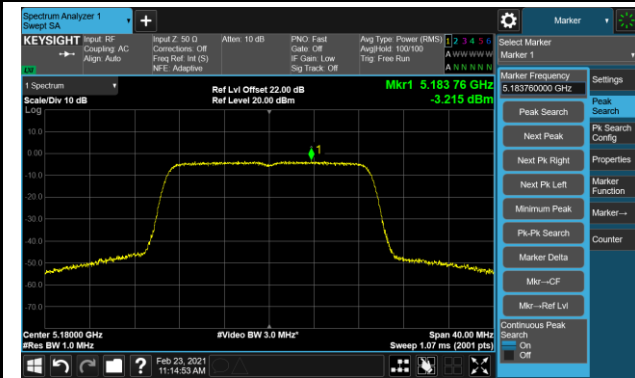 Spectrum Analyzer 1
Swept SA
Marker
KEYSIGHT
Input: RF
Coupling: AC
Align: Auto
Input Z: 50 Ω
Corrections: Off
Freq Ref: Int (S)
NFE: Adaptive
Atten: 10 dB
PNO: Fast
Gate: Off
IF Gain: Low
Sig Track: Off
Avg Type: Power (RMS)
Avg|Hold: 100/100
Trig: Free Run
1 2 3 4 5 6
A W W W W W
A N N N N N
Select Marker
Marker 1
1 Spectrum
Scale/Div 10 dB
Log
Ref Lvl Offset 22.00 dB
Ref Level 20.00 dBm
Mkr1 5.183 76 GHz
-3.215 dBm
10.0
0.00
-10.0
-20.0
-30.0
-40.0
-50.0
-60.0
-70.0
1
Center 5.18000 GHz
#Res BW 1.0 MHz
#Video BW 3.0 MHz*
Span 40.00 MHz
Sweep 1.07 ms (2001 pts)
Marker Frequency
5.183760000 GHz
Peak Search
Next Peak
Next Pk Right
Next Pk Left
Minimum Peak
Pk-Pk Search
Marker Delta
Mkr→CF
Mkr→Ref Lvl
Continuous Peak
Search
On
Off
Settings
Peak
Search
Pk Search
Config
Properties
Marker
Function
Marker→
Counter
Feb 23, 2021
11:14:53 AM